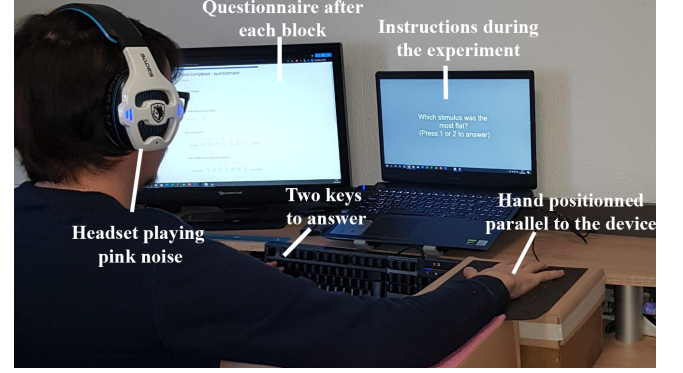 Questionnaire after
each block
Instructions during
the experiment
SADES
Which stimulus was the
most flat?
(Press 1 or 2 to answer)
Two keys
to answer
Hand positionned
parallel to the device
Headset playing
pink noise